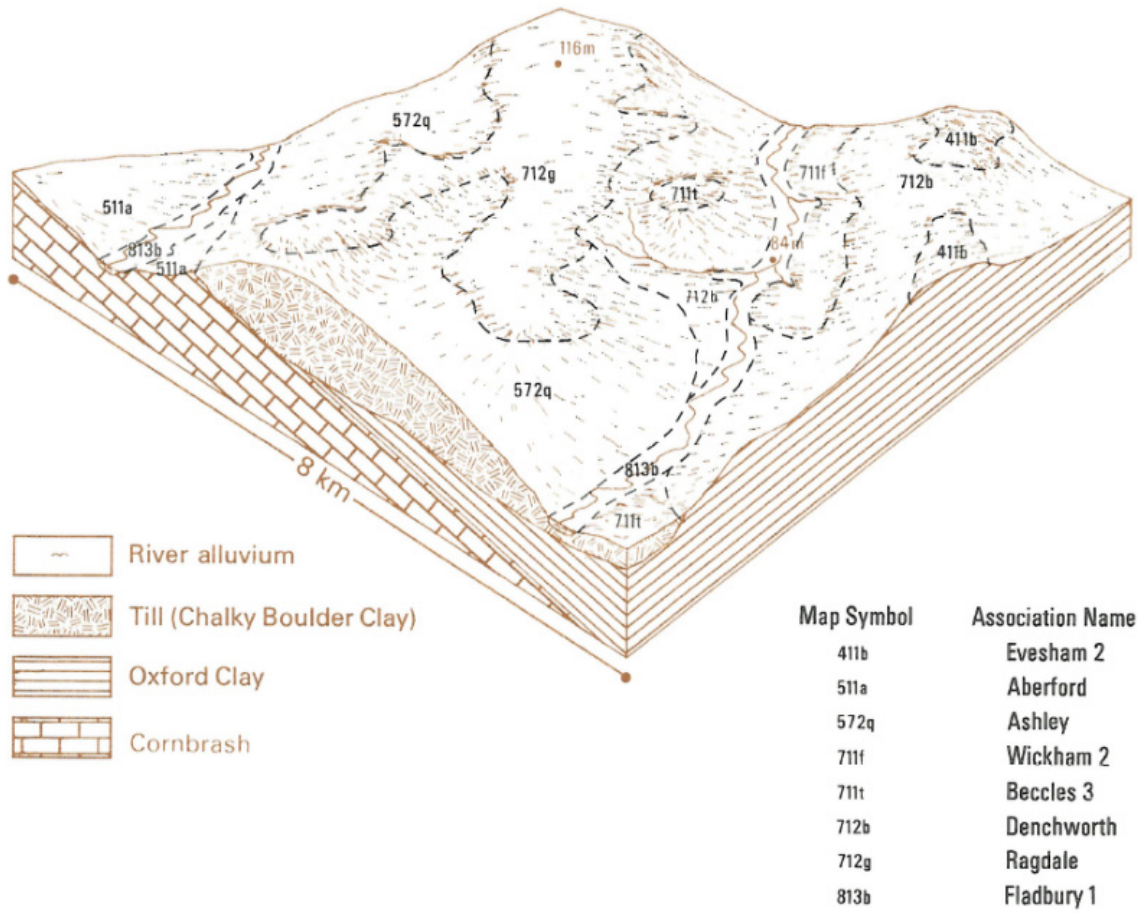 116m
572q
411b
711f
712b
712g
711t
511a
813b
411b
84m
511a
712b
572q
813b
711t
8 km
River alluvium
Till (Chalky Boulder Clay)
Oxford Clay
Cornbrash
Map Symbol Association Name
411b Evesham 2
511a Aberford
572q Ashley
711f Wickham 2
711t Beccles 3
712b Denchworth
712g Ragdale
813b Fladbury 1